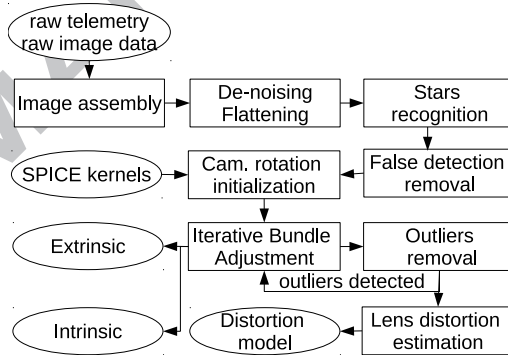 raw telemetry
raw image data
Image assembly
De-noising
Flattening
Stars
recognition
SPICE kernels
Cam. rotation
initialization
False detection
removal
Extrinsic
Iterative Bundle
Adjustment
Outliers
removal
outliers detected
Intrinsic
Distortion
model
Lens distortion
estimation